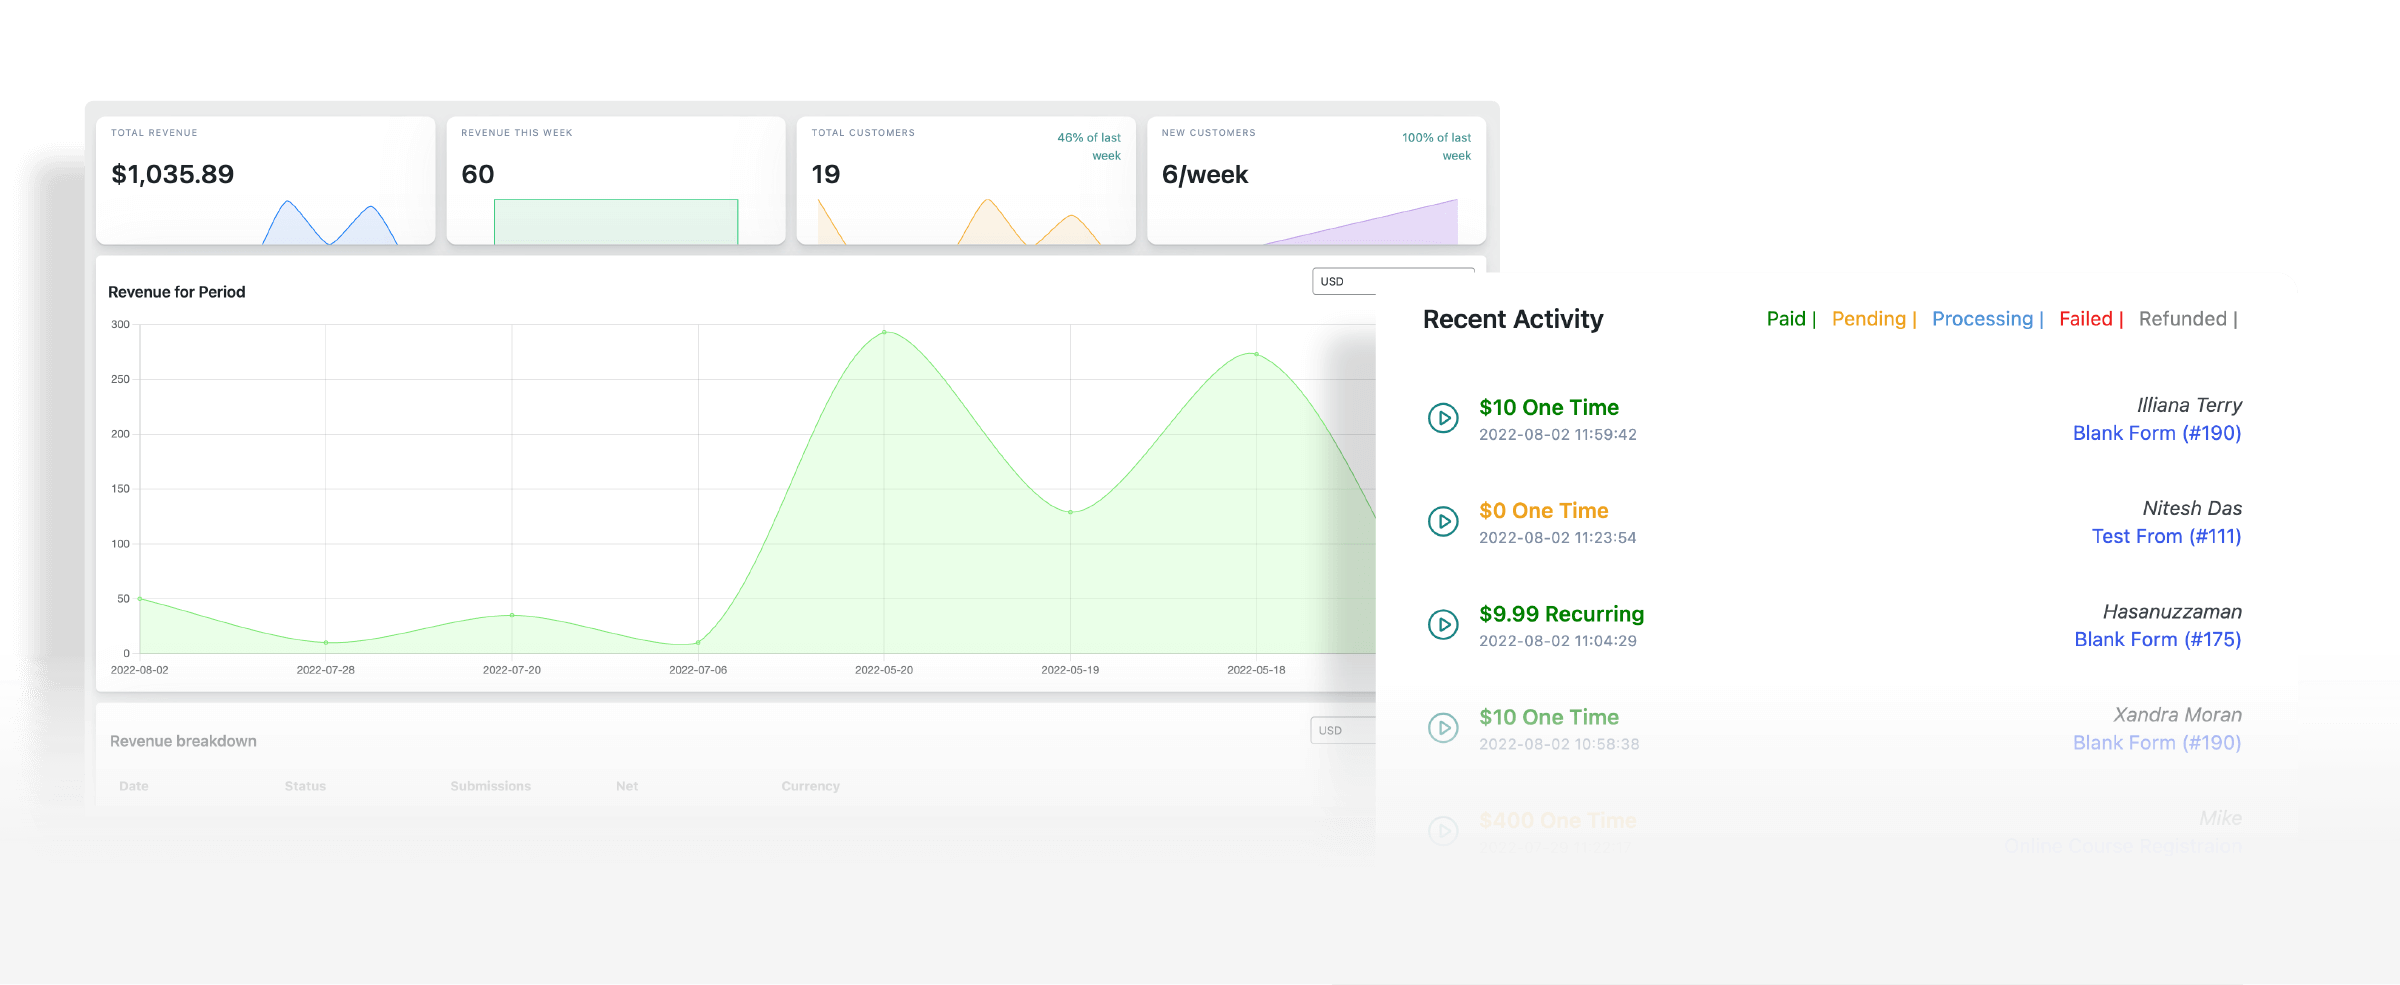 TOTAL REVENUE
$1,035.89
REVENUE THIS WEEK
60
TOTAL CUSTOMERS
46% of last
week
19
NEW CUSTOMERS
100% of last
week
6/week
Revenue for Period
USD
300
250
200
150
100
50
0
2022-08-02 2022-07-28 2022-07-20 2022-07-06 2022-05-20 2022-05-19 2022-05-18
Revenue breakdown
USD
Date Status Submissions Net Currency
Recent Activity
Paid | Pending | Processing | Failed | Refunded |
$10 One Time
2022-08-02 11:59:42
Illiana Terry
Blank Form (#190)
$0 One Time
2022-08-02 11:23:54
Nitesh Das
Test From (#111)
$9.99 Recurring
2022-08-02 11:04:29
Hasanuzzaman
Blank Form (#175)
$10 One Time
2022-08-02 10:58:38
Xandra Moran
Blank Form (#190)
$400 One Time
Mike
Online Course Registraion